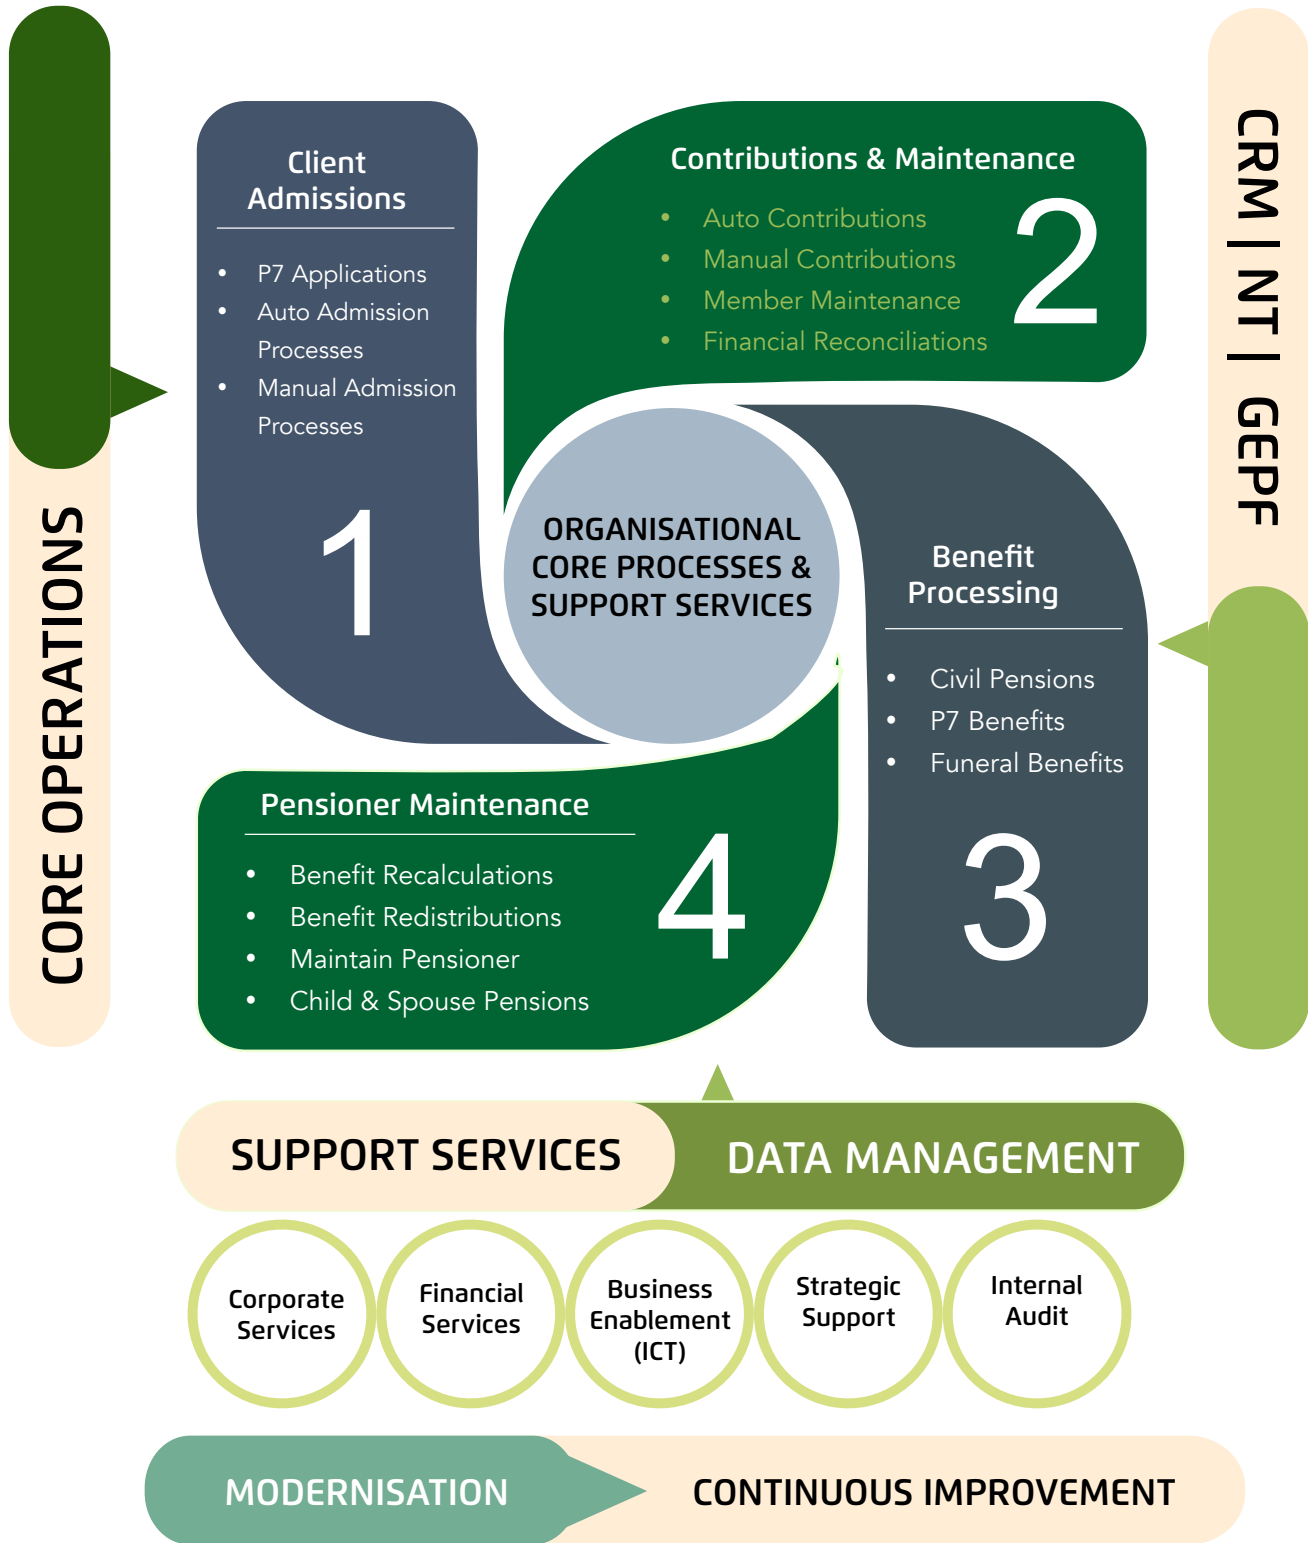 CORE OPERATIONS
Client
Admissions
• P7 Applications
• Auto Admission
Processes
• Manual Admission
Processes
1
Contributions & Maintenance
• Auto Contributions
• Manual Contributions
• Member Maintenance
• Financial Reconciliations
2
CRM | NT | GEPF
ORGANISATIONAL
CORE PROCESSES &
SUPPORT SERVICES
Benefit
Processing
• Civil Pensions
• P7 Benefits
• Funeral Benefits
3
Pensioner Maintenance
• Benefit Recalculations
• Benefit Redistributions
• Maintain Pensioner
• Child & Spouse Pensions
4
SUPPORT SERVICES
DATA MANAGEMENT
Corporate
Services
Financial
Services
Business
Enablement
(ICT)
Strategic
Support
Internal
Audit
MODERNISATION
CONTINUOUS IMPROVEMENT